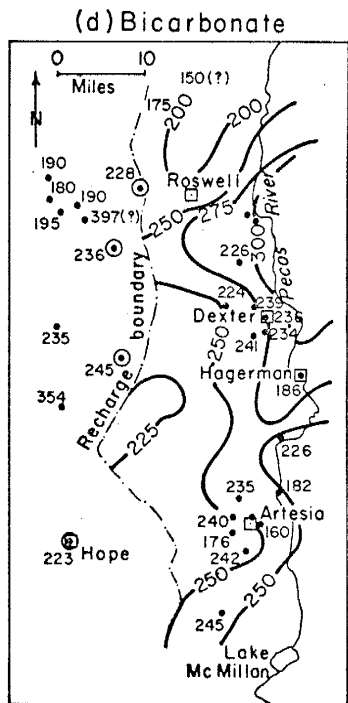 (d) Bicarbonate
0 10
Miles
N
150(?)
175
200
200
190
180
195
190
397(?)
228
Roswell
250
275
River
300
236
226
Pecos
224
239
Dexter
236
234
241
235
245
Recharge boundary
250
Hagerman
186
354
225
226
235
182
240
Artesia
176
160
223
Hope
242
250
245
250
Lake
McMillan